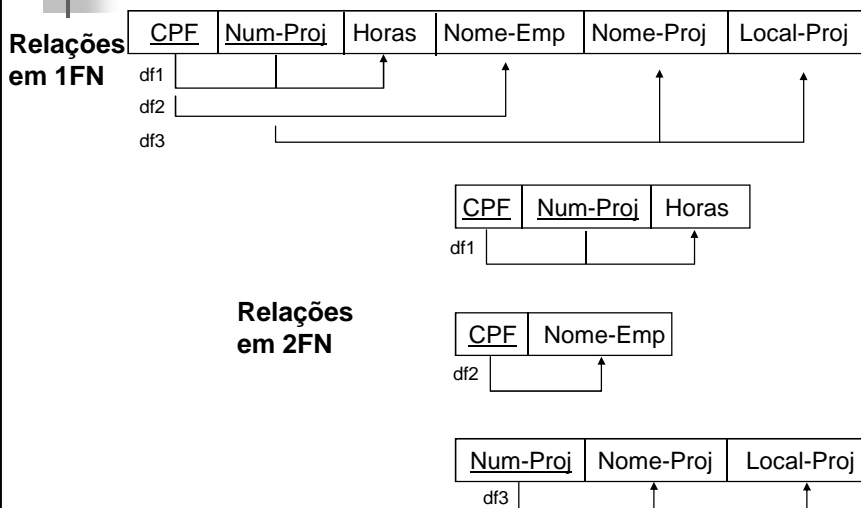 Relações
em 1FN
CPF Num-Proj Horas Nome-Emp Nome-Proj Local-Proj
df1
df2
df3
CPF Num-Proj Horas
df1
Relações
em 2FN
CPF Nome-Emp
df2
Num-Proj Nome-Proj Local-Proj
df3